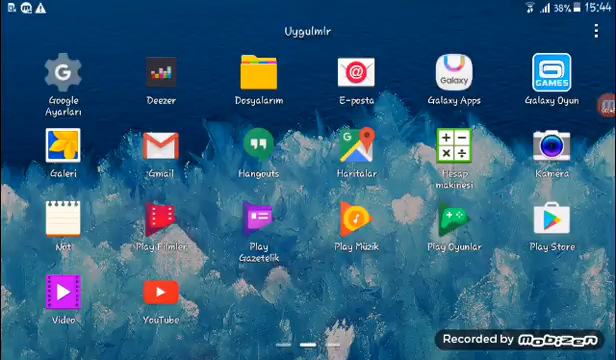 38% 15:44
Uygulmlr
G
Google
Ayarları
Deezer
Dosyalarım
E-posta
Galaxy
Galaxy Apps
GAMES
Galaxy Oyun
Galeri
Gmail
Hangouts
Haritalar
Hesap
makinesi
Kamera
Not
Play Filmler
Play
Gazetelik
Play Müzik
Play Oyunlar
Play Store
Video
YouTube
Recorded by mobizen